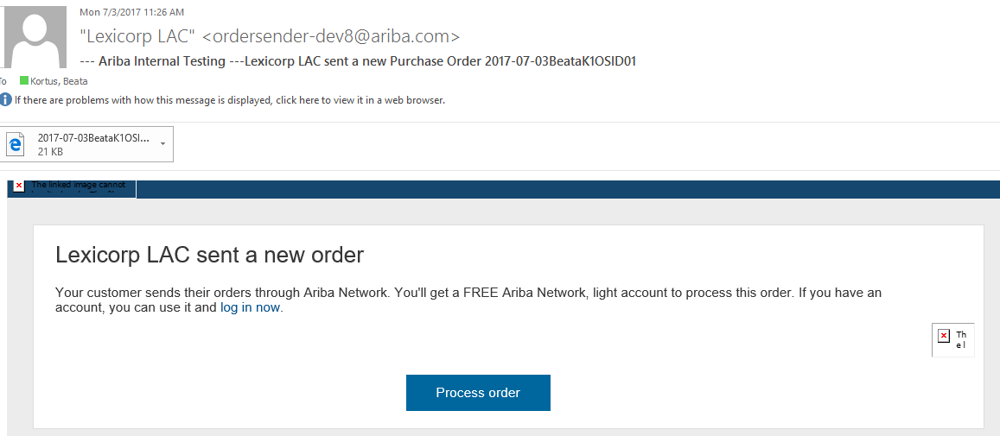 Mon 7/3/2017 11:26 AM
"Lexicorp LAC" <ordersender-dev8@ariba.com>
--- Ariba Internal Testing ---Lexicorp LAC sent a new Purchase Order 2017-07-03BeataK1OSID01
To Kortus, Beata
If there are problems with how this message is displayed, click here to view it in a web browser.
2017-07-03BeataK1OSI...
21 KB
The linked image cannot
Lexicorp LAC sent a new order
Your customer sends their orders through Ariba Network. You'll get a FREE Ariba Network, light account to process this order. If you have an
account, you can use it and log in now.
Th
e l
Process order